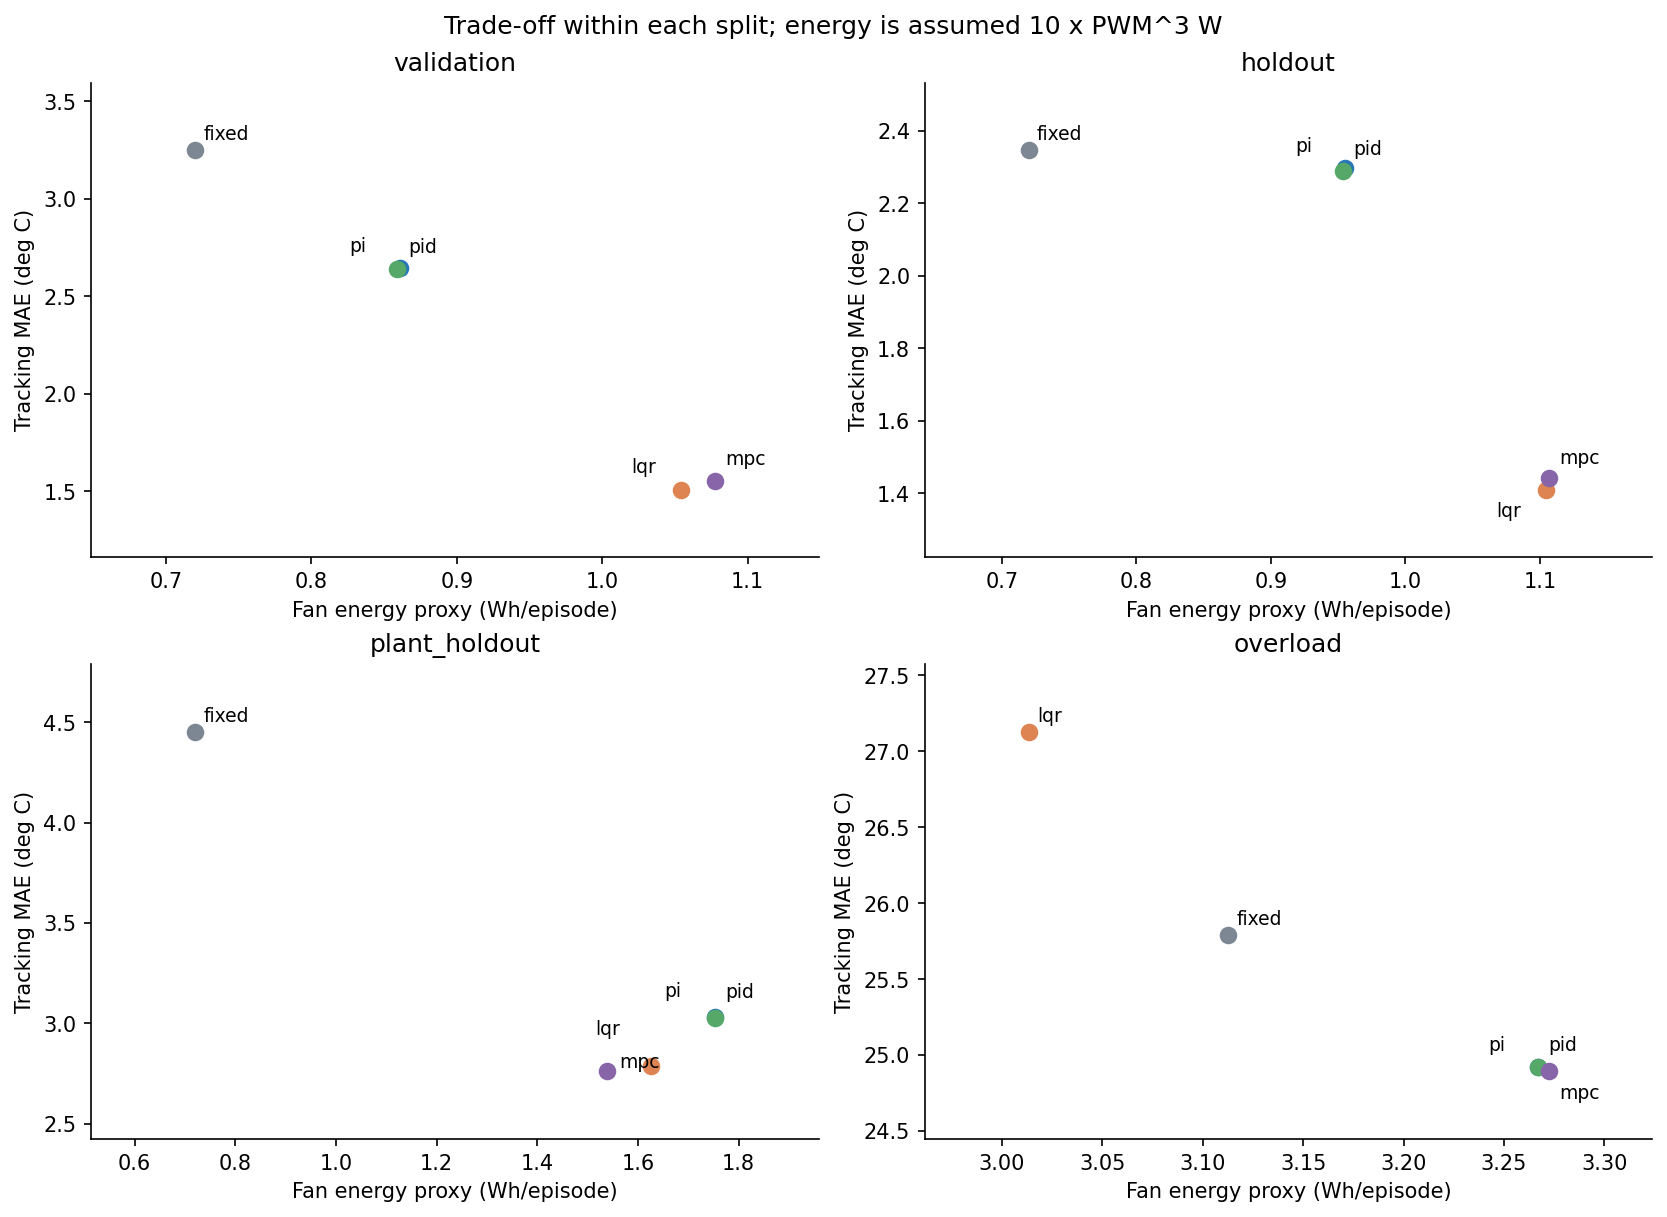 Trade-off within each split; energy is assumed 10 x PWM^3 W
validation
3.5
3.0
2.5
2.0
1.5
Tracking MAE (deg C)
fixed
pi
pid
lqr
mpc
0.7
0.8
0.9
1.0
1.1
Fan energy proxy (Wh/episode)
holdout
2.4
2.2
2.0
1.8
1.6
1.4
Tracking MAE (deg C)
fixed
pi
pid
mpc
lqr
0.7
0.8
0.9
1.0
1.1
Fan energy proxy (Wh/episode)
plant_holdout
4.5
4.0
3.5
3.0
2.5
Tracking MAE (deg C)
fixed
pi
pid
lqr
mpc
0.6
0.8
1.0
1.2
1.4
1.6
1.8
Fan energy proxy (Wh/episode)
overload
27.5
27.0
26.5
26.0
25.5
25.0
24.5
Tracking MAE (deg C)
lqr
fixed
pi
pid
mpc
3.00
3.05
3.10
3.15
3.20
3.25
3.30
Fan energy proxy (Wh/episode)